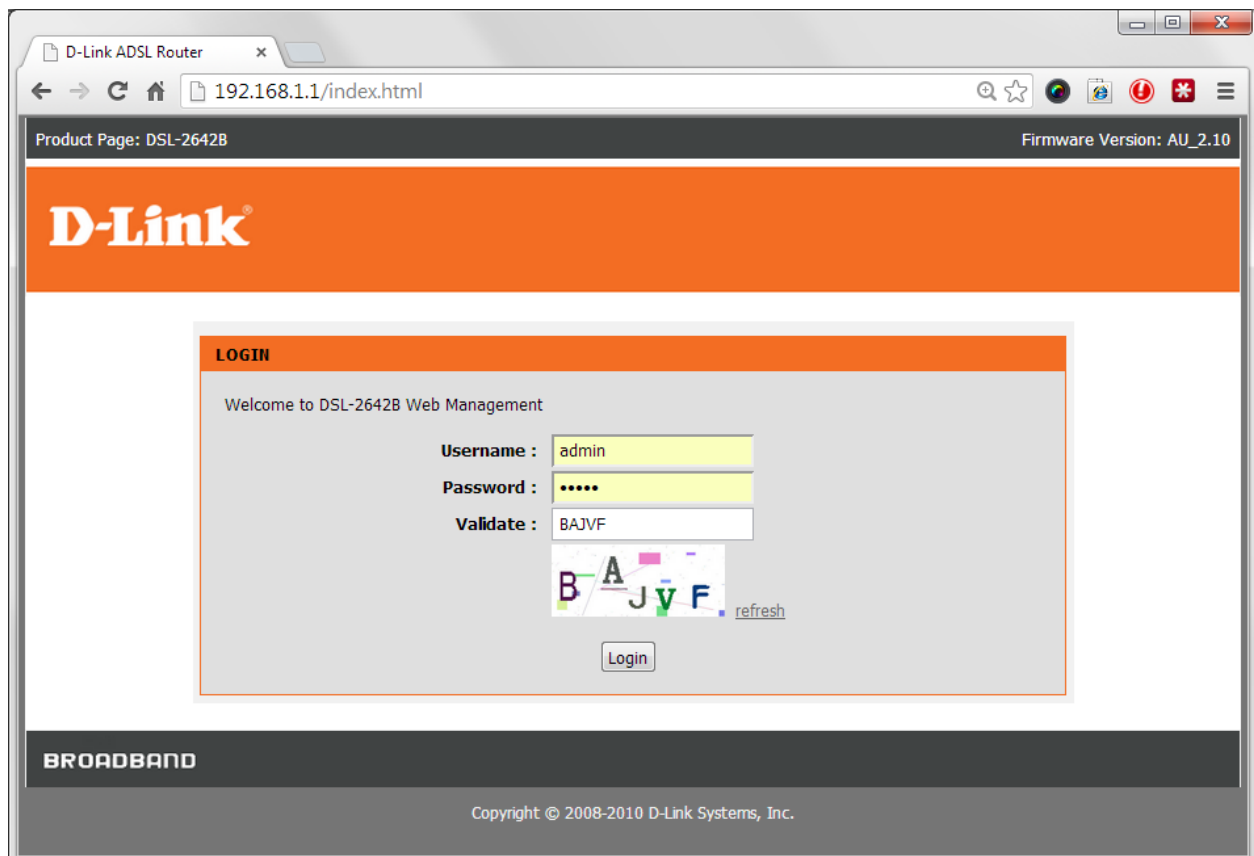 D-Link ADSL Router
192.168.1.1/index.html
Product Page: DSL-2642B
Firmware Version: AU_2.10
D-Link®
LOGIN
Welcome to DSL-2642B Web Management
Username : admin
Password : •••••
Validate : BAJVF
B A J V F
refresh
Login
BROADBAND
Copyright © 2008-2010 D-Link Systems, Inc.